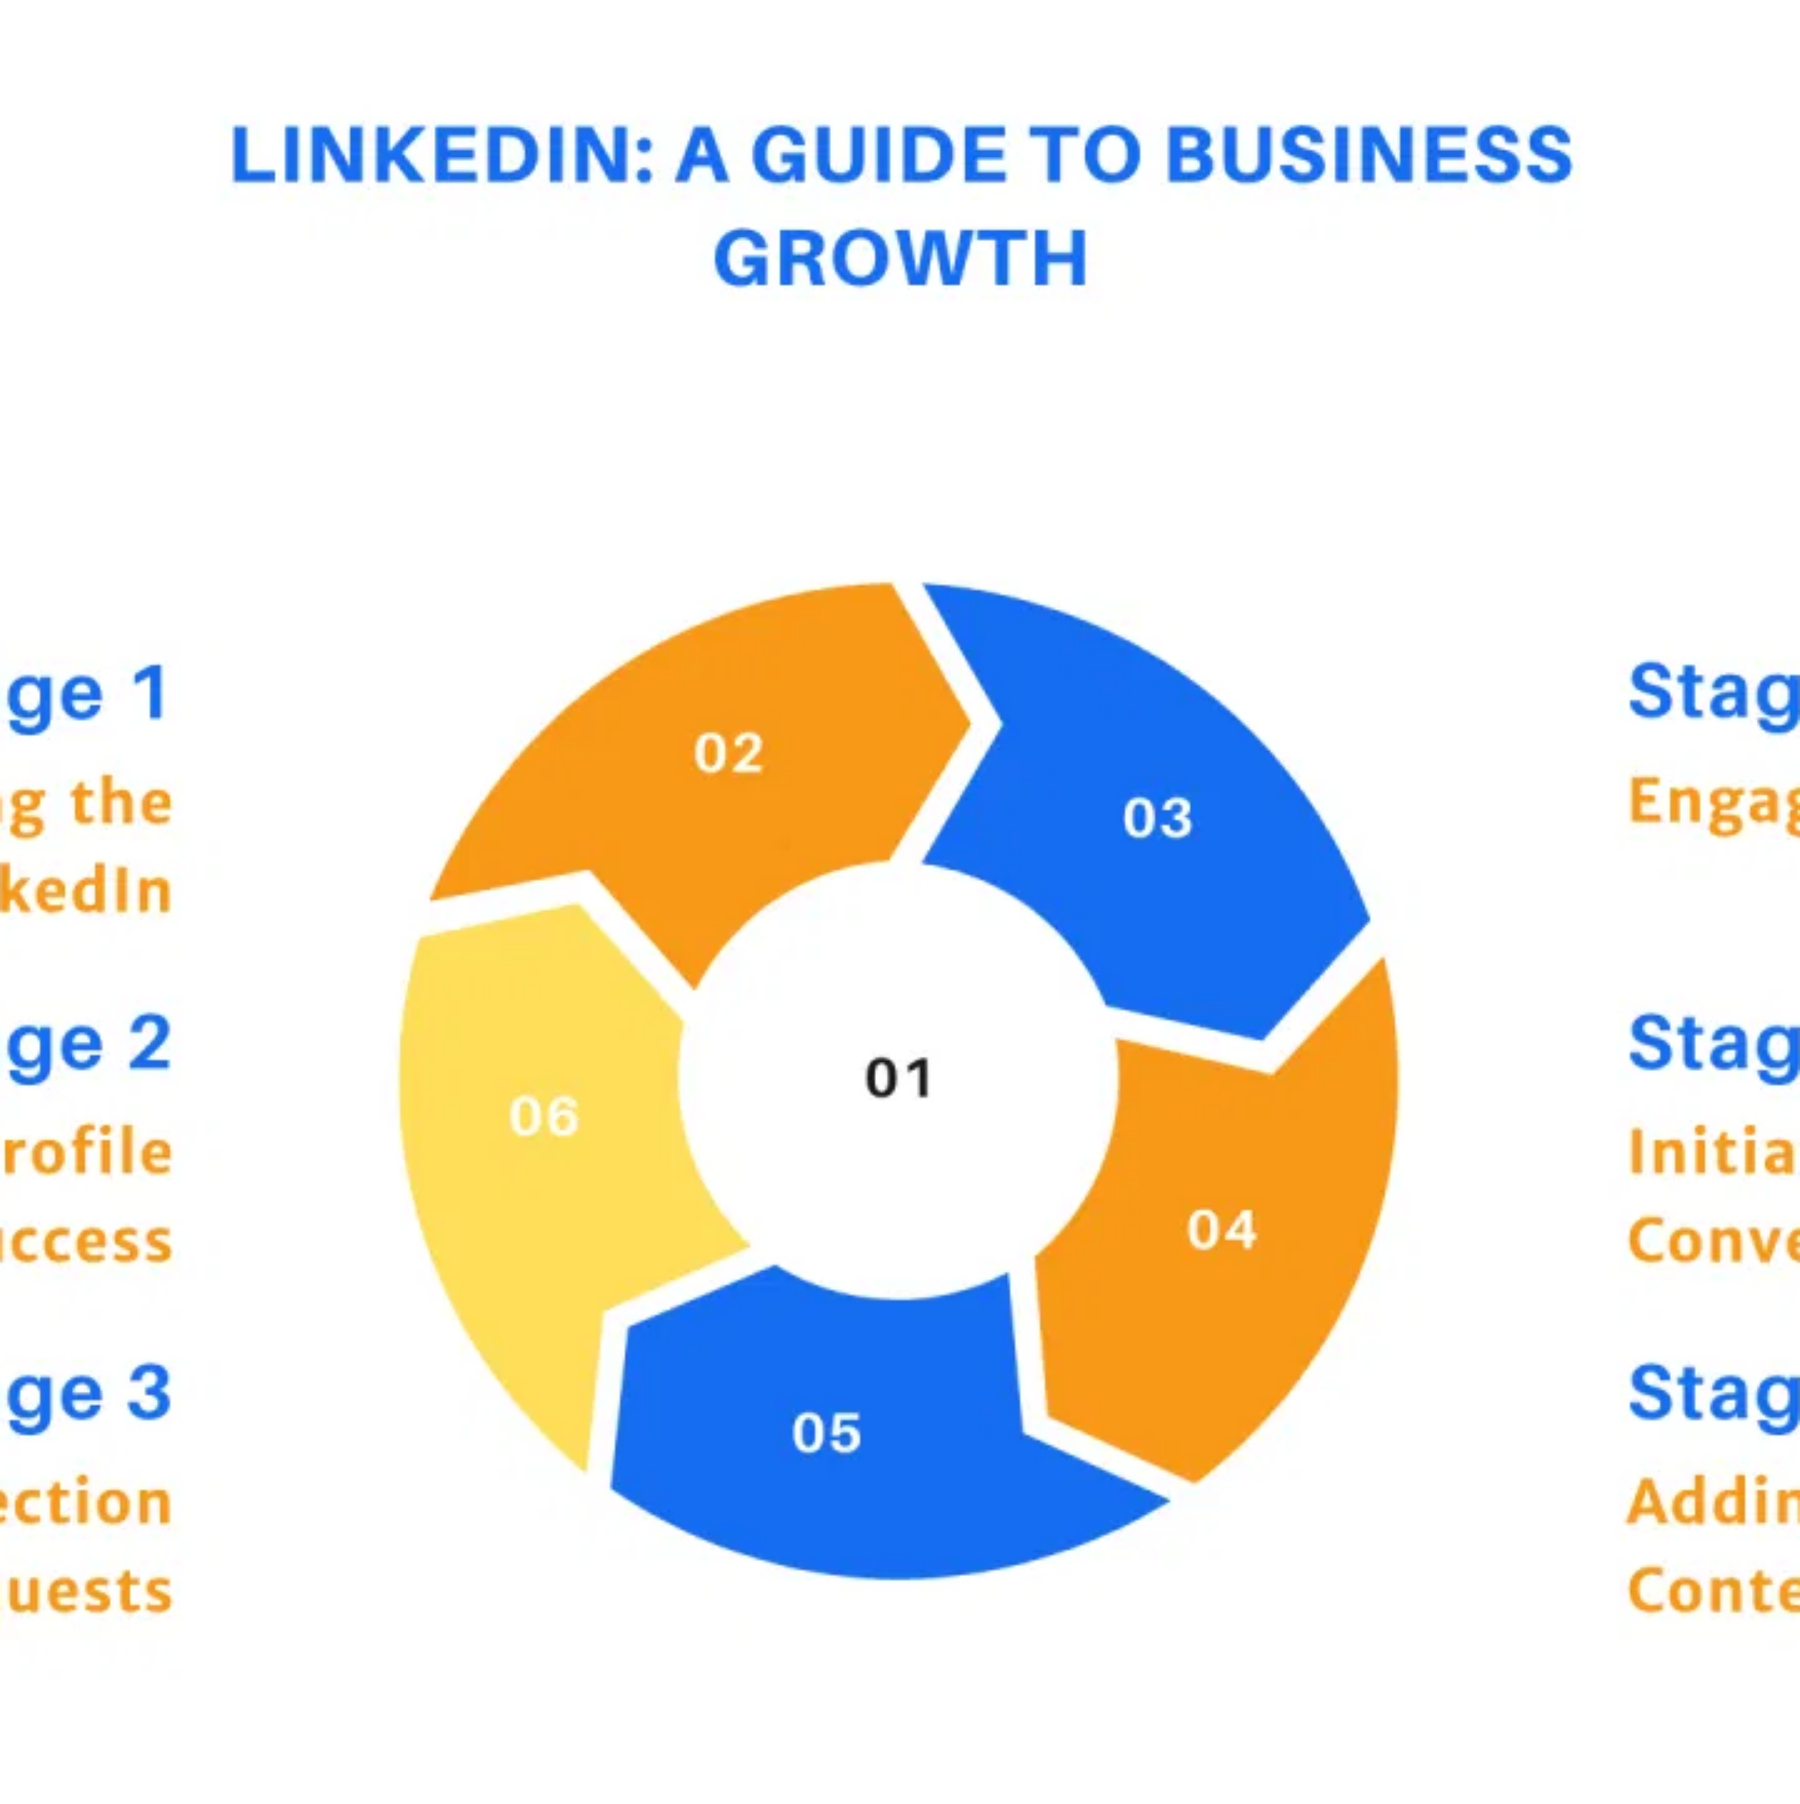 LINKEDIN: A GUIDE TO BUSINESS
GROWTH
ge 1
g the
kedIn
ge 2
rofile
ccess
ge 3
ection
uests
02
03
01
06
04
05
Stag
Engag
Stag
Initia
Conve
Stag
Addin
Conte